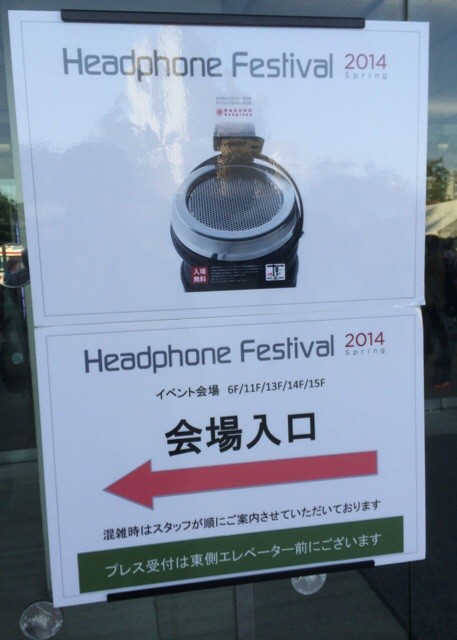 Headphone Festival 2014
Spring
@NAKANO
入場
無料
Headphone Festival 2014
Spring
イベント会場 6F/11F/13F/14F/15F
会場入口
混雑時はスタッフが順にご案内させていただいております
プレス受付は東側エレベーター前にございます